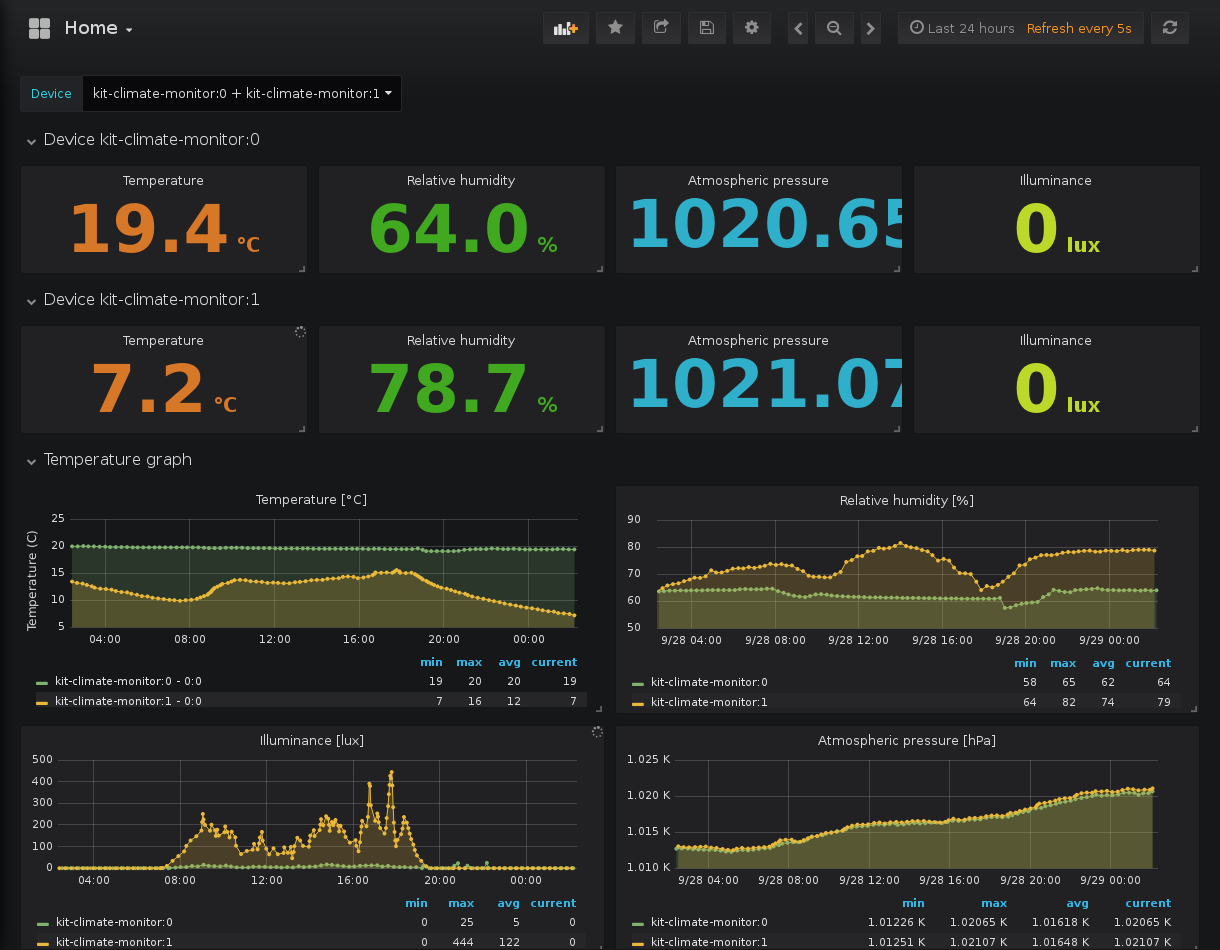 Home
Last 24 hours Refresh every 5s
Device kit-climate-monitor:0 + kit-climate-monitor:1
Device kit-climate-monitor:0
Temperature Relative humidity Atmospheric pressure Illuminance
19.4 °C 64.0 % 1020.65 0 lux
Device kit-climate-monitor:1
Temperature Relative humidity Atmospheric pressure Illuminance
7.2 °C 78.7 % 1021.07 0 lux
Temperature graph
Temperature [°C]
Temperature (C)
25
20
15
10
5
04:00 08:00 12:00 16:00 20:00 00:00
min max avg current
kit-climate-monitor:0 - 0:0 19 20 20 19
kit-climate-monitor:1 - 0:0 7 16 12 7
Relative humidity [%]
90
80
70
60
50
9/28 04:00 9/28 08:00 9/28 12:00 9/28 16:00 9/28 20:00 9/29 00:00
min max avg current
kit-climate-monitor:0 58 65 62 64
kit-climate-monitor:1 64 82 74 79
Illuminance [lux]
500
400
300
200
100
0
04:00 08:00 12:00 16:00 20:00 00:00
min max avg current
kit-climate-monitor:0 0 25 5 0
kit-climate-monitor:1 0 444 122 0
Atmospheric pressure [hPa]
1.025 K
1.020 K
1.015 K
1.010 K
9/28 04:00 9/28 08:00 9/28 12:00 9/28 16:00 9/28 20:00 9/29 00:00
min max avg current
kit-climate-monitor:0 1.01226 K 1.02065 K 1.01618 K 1.02065 K
kit-climate-monitor:1 1.01251 K 1.02107 K 1.01648 K 1.02107 K